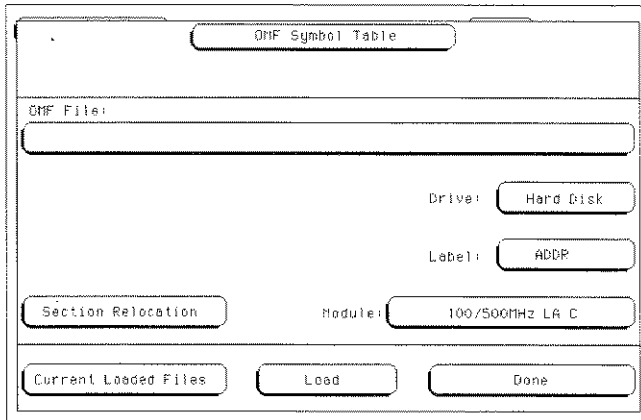 OMF Symbol Table
OMF File:
Drive: Hard Disk
Label: ADDR
Section Relocation Module: 100/500MHz LA C
Current Loaded Files Load Done